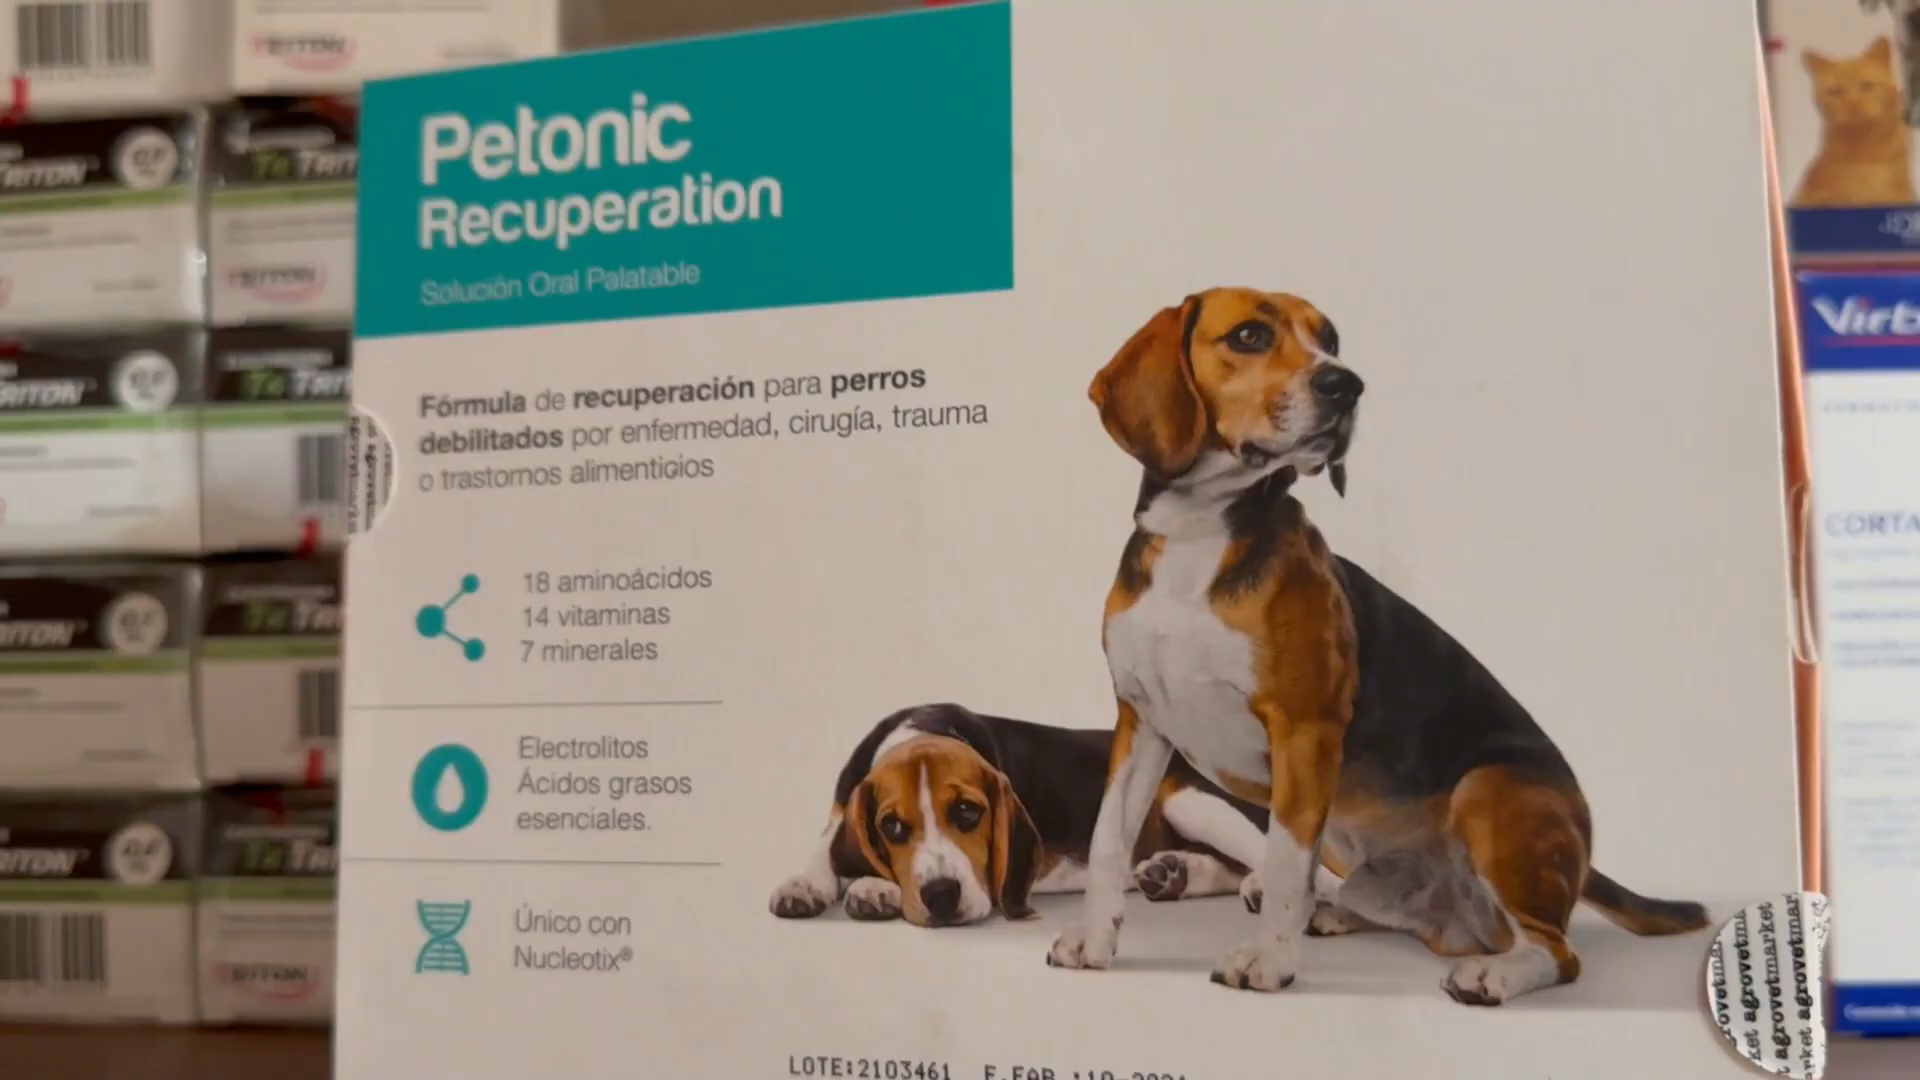 Petonic
Recuperation
Solución Oral Palatable
Fórmula de recuperación para perros
debilitados por enfermedad, cirugía, trauma
o trastornos alimenticios
18 aminoácidos
14 vitaminas
7 minerales
Electrolitos
Ácidos grasos
esenciales.
Único con
Nucleotix®
LOTE:2103461
agrovetmarket
TRITON
CORTA